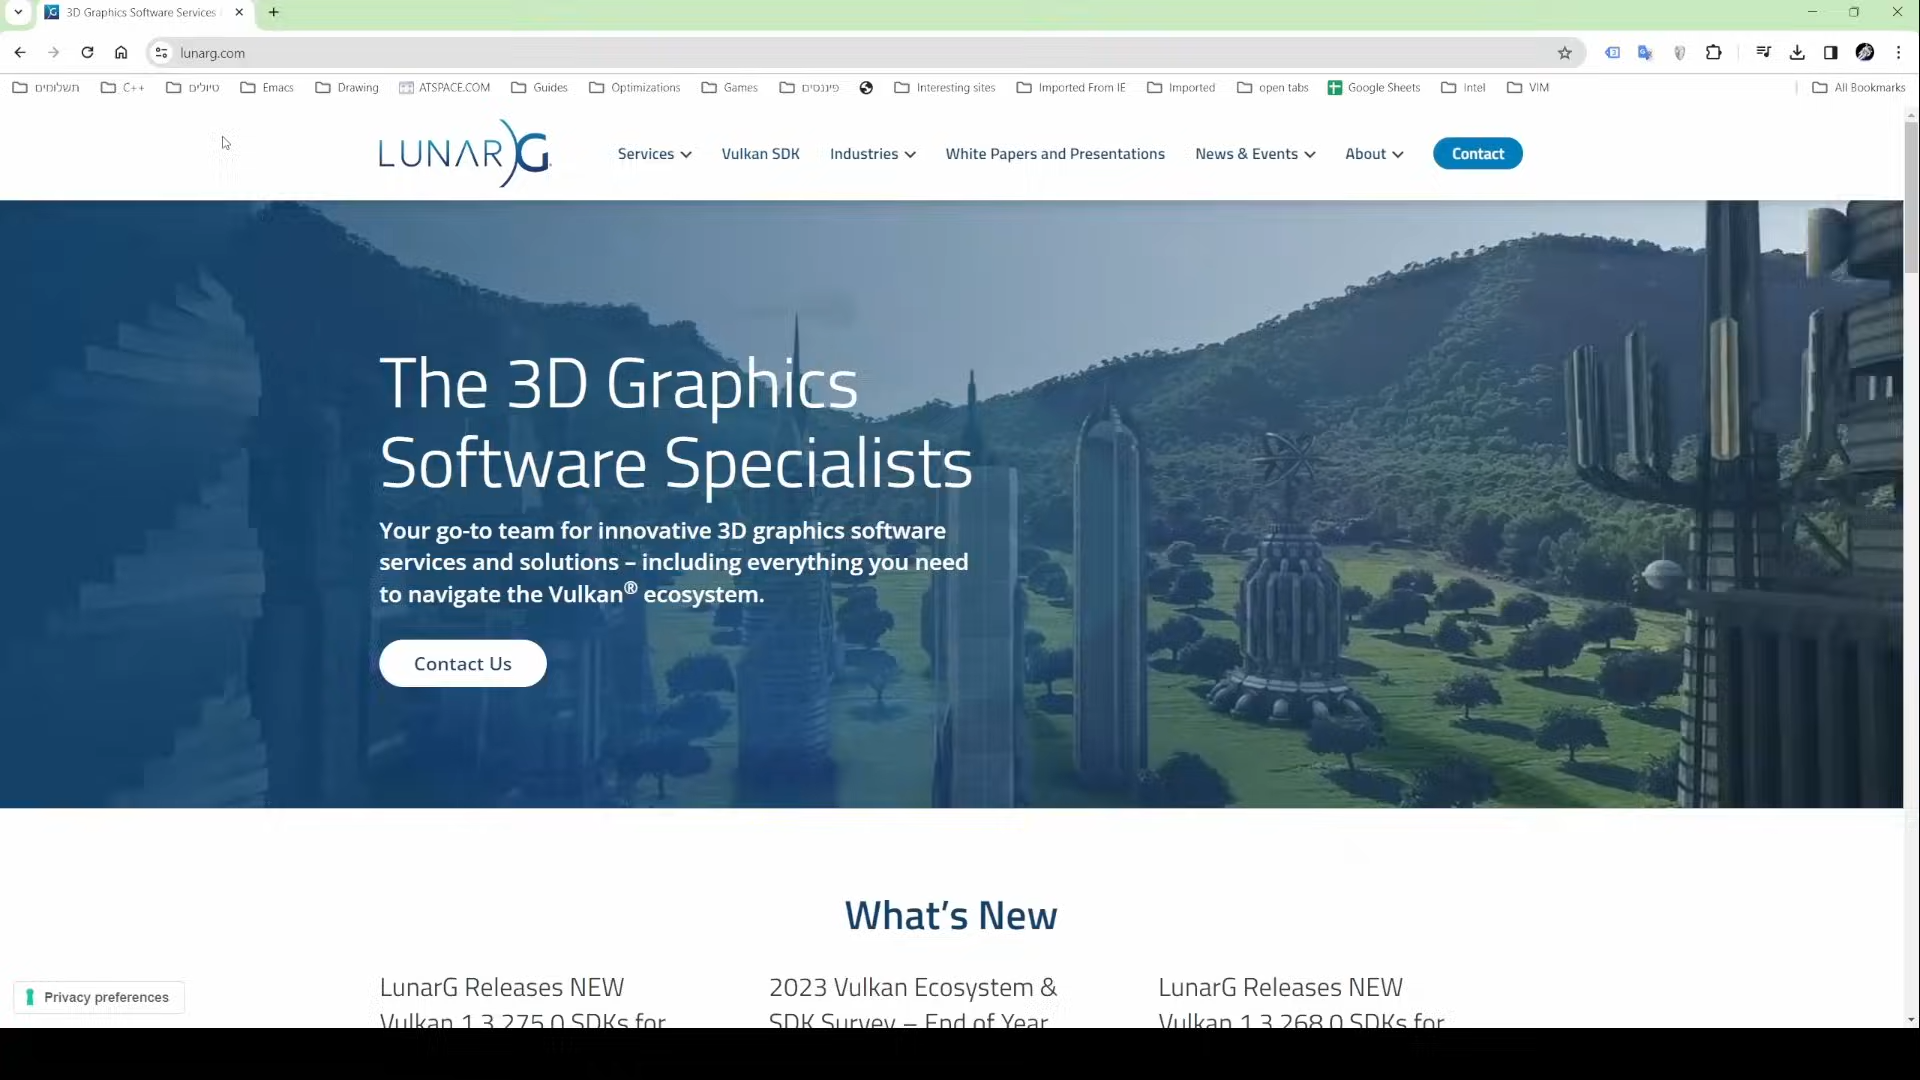 3D Graphics Software Services
lunarg.com
תשלומים C++ טיולים Emacs Drawing ATSPACE.COM Guides Optimizations Games פיננסים Interesting sites Imported From IE Imported open tabs Google Sheets Intel VIM All Bookmarks
LUNARG Services Vulkan SDK Industries White Papers and Presentations News & Events About Contact
The 3D Graphics
Software Specialists
Your go-to team for innovative 3D graphics software
services and solutions – including everything you need
to navigate the Vulkan® ecosystem.
Contact Us
What’s New
LunarG Releases NEW
Vulkan 1.3.275.0 SDKs for
2023 Vulkan Ecosystem &
SDK Survey – End of Year
LunarG Releases NEW
Vulkan 1.3.268.0 SDKs for
Privacy preferences